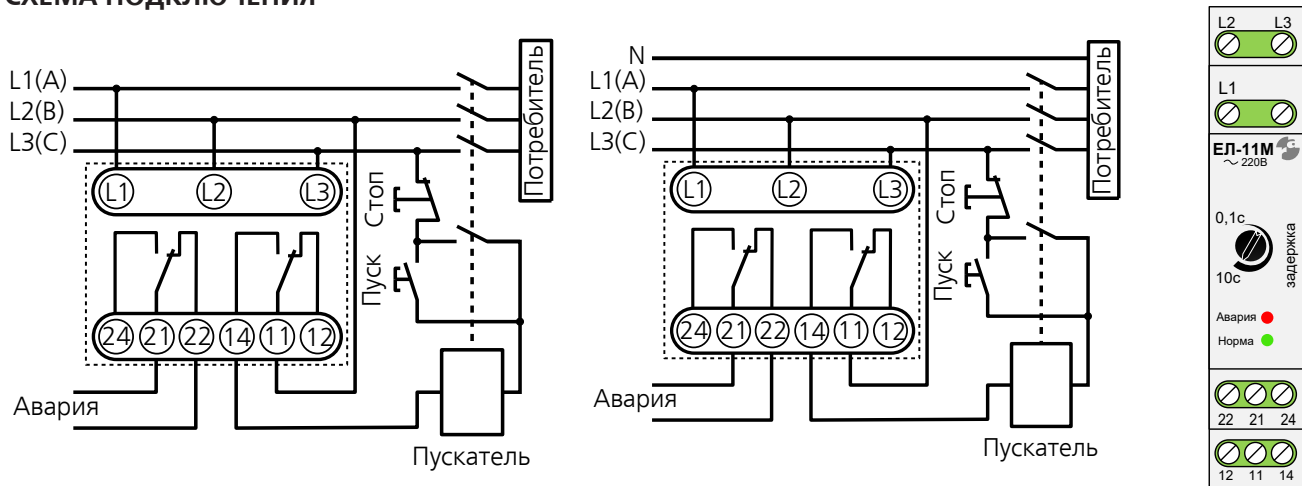 СХЕМА ПОДКЛЮЧЕНИЯ
L1(A)
L2(B)
L3(C)
Потребитель
L1 L2 L3
Стоп
Пуск
24 21 22 14 11 12
Авария
Пускатель
N
L1(A)
L2(B)
L3(C)
Потребитель
L1 L2 L3
Стоп
Пуск
24 21 22 14 11 12
Авария
Пускатель
L2 L3
L1
ЕЛ-11М
~ 220В
0,1с
10с
задержка
Авария
Норма
22 21 24
12 11 14